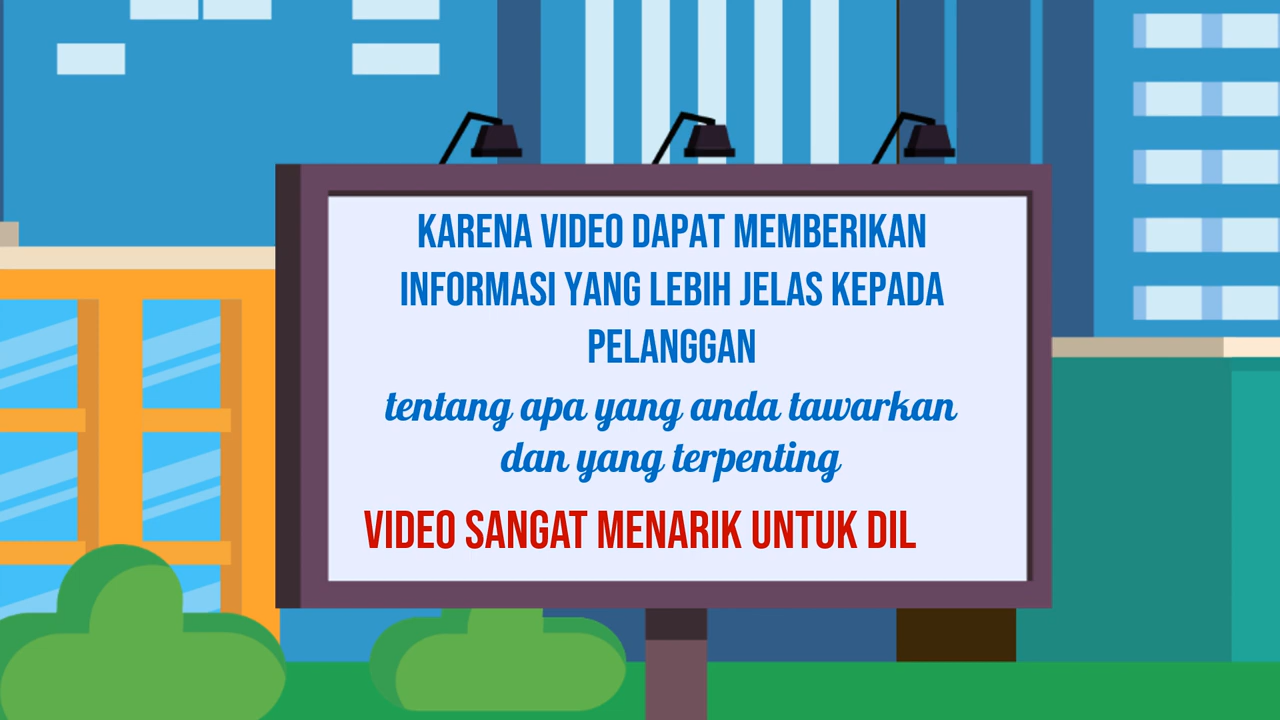 KARENA VIDEO DAPAT MEMBERIKAN
INFORMASI YANG LEBIH JELAS KEPADA
PELANGGAN
tentang apa yang anda tawarkan
dan yang terpenting
VIDEO SANGAT MENARIK UNTUK DIL